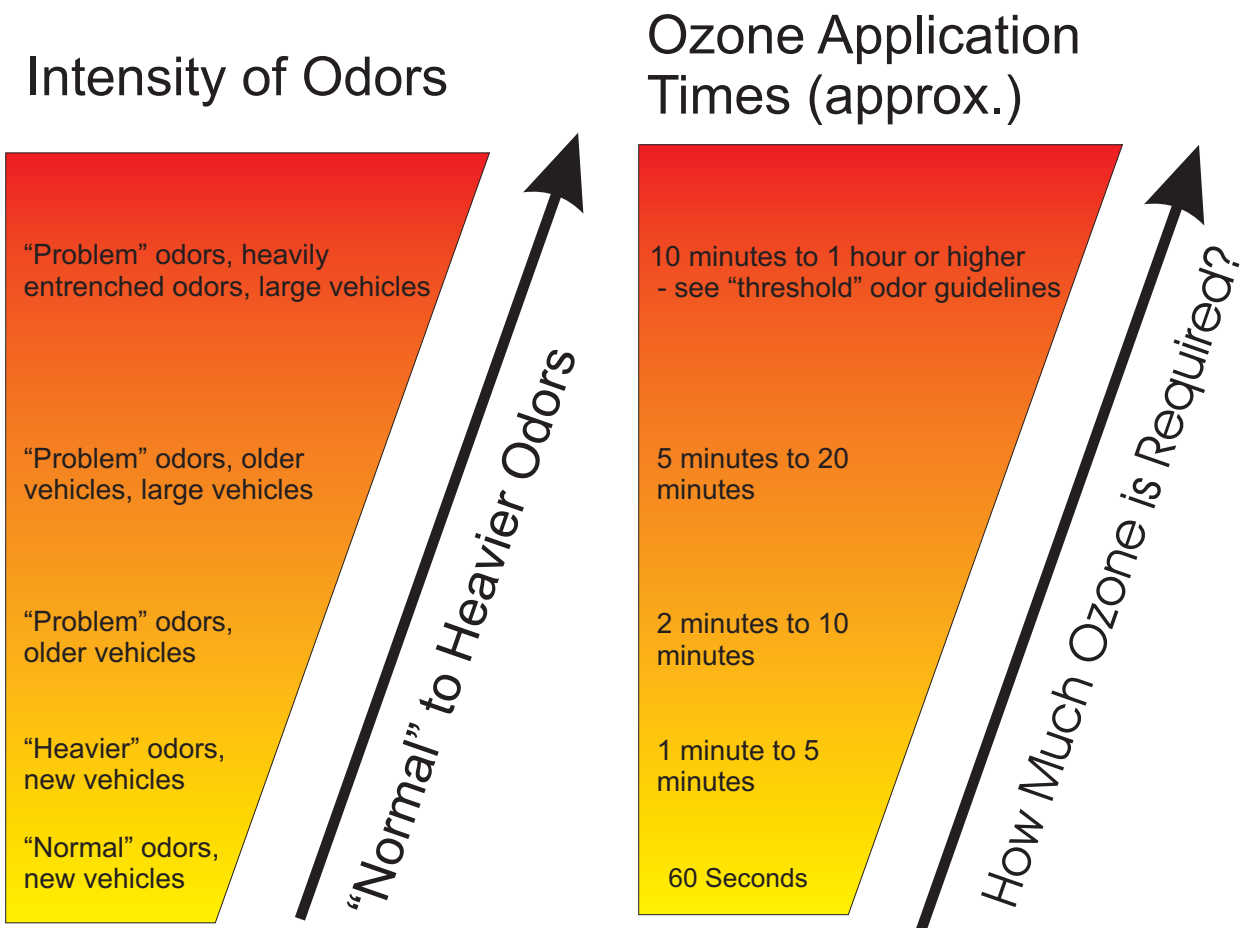 Intensity of Odors
“Problem” odors, heavily
entrenched odors, large vehicles
“Problem” odors, older
vehicles, large vehicles
“Problem” odors,
older vehicles
“Heavier” odors,
new vehicles
“Normal” odors,
new vehicles
“Normal” to Heavier Odors
Ozone Application
Times (approx.)
10 minutes to 1 hour or higher
- see “threshold” odor guidelines
5 minutes to 20
minutes
2 minutes to 10
minutes
1 minute to 5
minutes
60 Seconds
How Much Ozone is Required?